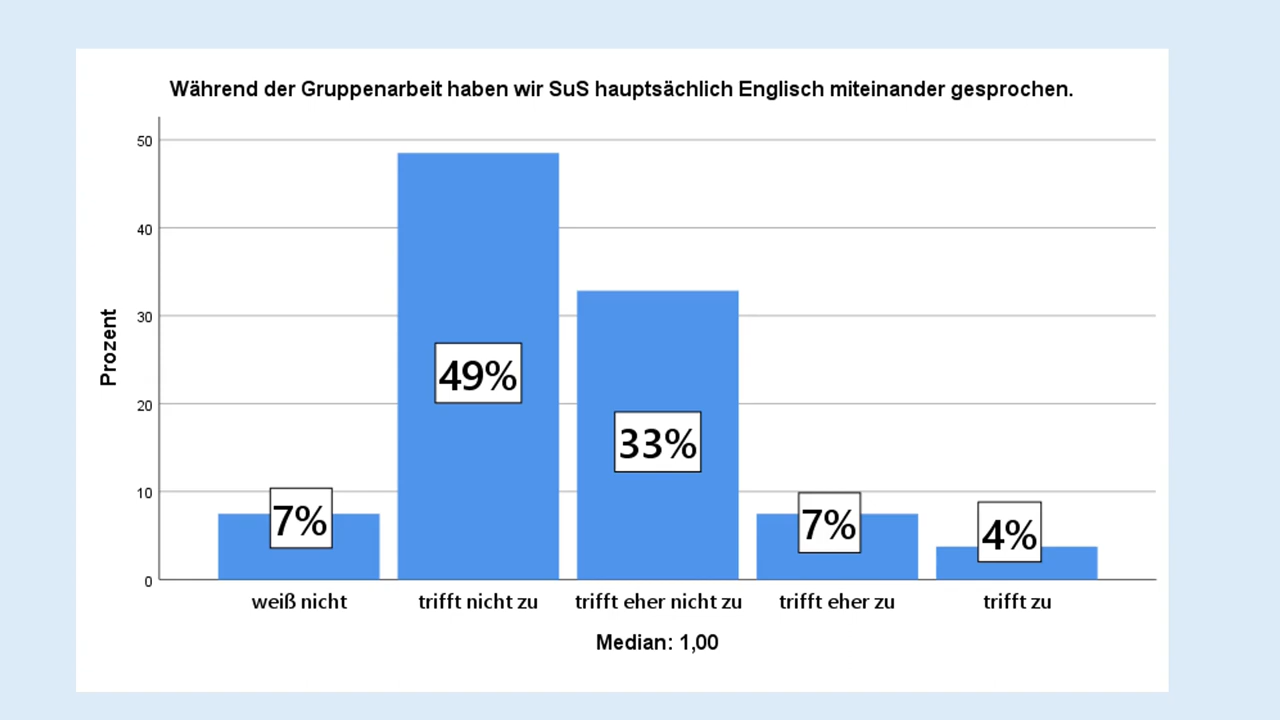 Während der Gruppenarbeit haben wir SuS hauptsächlich Englisch miteinander gesprochen.
Prozent
50
40
30
20
10
0
7%
49%
33%
7%
4%
weiß nicht
trifft nicht zu
trifft eher nicht zu
trifft eher zu
trifft zu
Median: 1,00